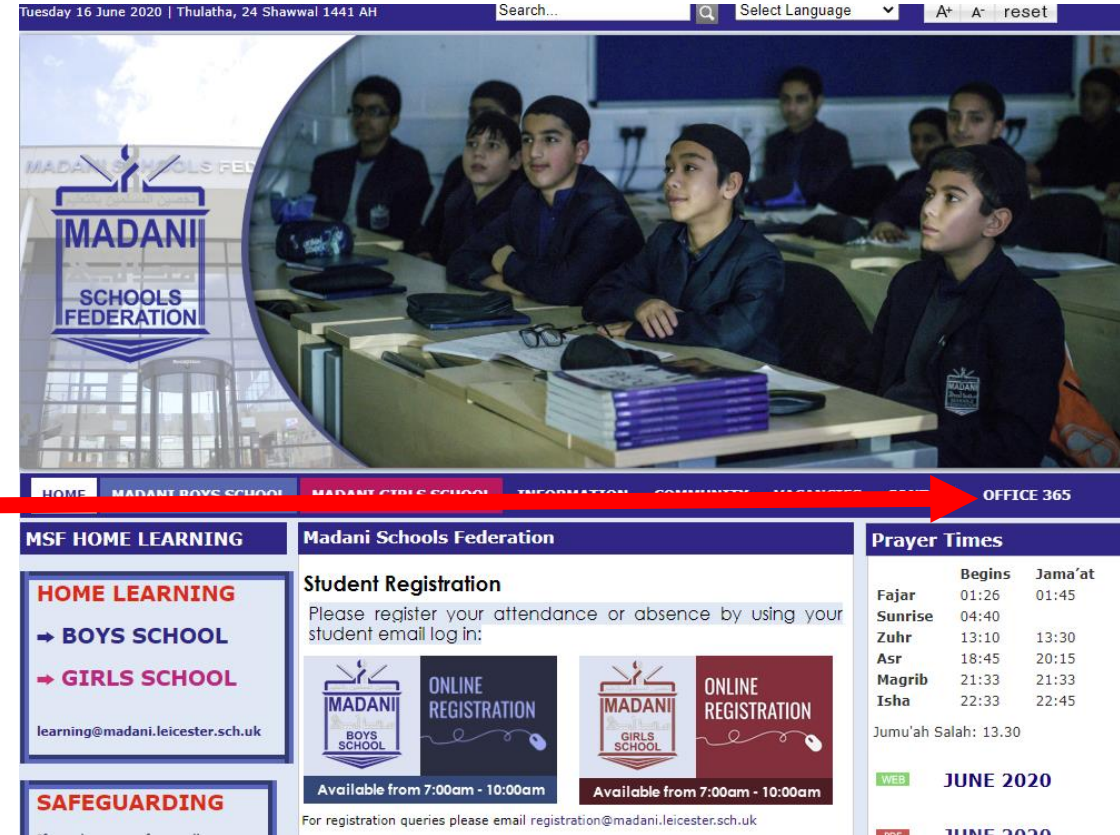 Tuesday 16 June 2020 | Thulatha, 24 Shawwal 1441 AH
Search...
Select Language
A+ A- reset
MADANI SCHOOLS FED
MADANI
SCHOOLS
FEDERATION
HOME MADANI BOYS SCHOOL MADANI GIRLS SCHOOL INFORMATION COMMUNITY VACANCIES OFFICE 365
MSF HOME LEARNING
HOME LEARNING
➡ BOYS SCHOOL
➡ GIRLS SCHOOL
learning@madani.leicester.sch.uk
SAFEGUARDING
Madani Schools Federation
Student Registration
Please register your attendance or absence by using your
student email log in:
MADANI
BOYS
SCHOOL
ONLINE
REGISTRATION
Available from 7:00am - 10:00am
MADANI
GIRLS
SCHOOL
ONLINE
REGISTRATION
Available from 7:00am - 10:00am
For registration queries please email registration@madani.leicester.sch.uk
Prayer Times
Begins Jama'at
Fajar 01:26 01:45
Sunrise 04:40
Zuhr 13:10 13:30
Asr 18:45 20:15
Magrib 21:33 21:33
Isha 22:33 22:45
Jumu'ah Salah: 13.30
WEB JUNE 2020
PDF JUNE 2020